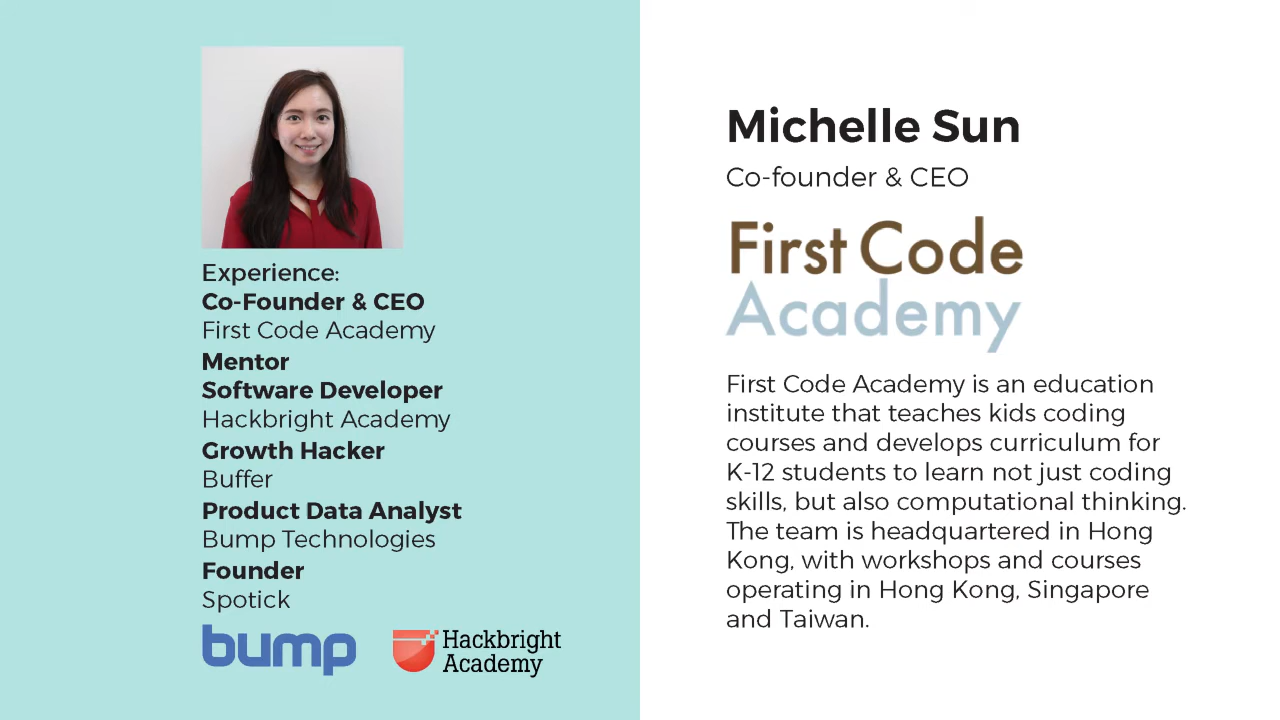 Experience:
Co-Founder & CEO
First Code Academy
Mentor
Software Developer
Hackbright Academy
Growth Hacker
Buffer
Product Data Analyst
Bump Technologies
Founder
Spotick
bump
Hackbright
Academy
Michelle Sun
Co-founder & CEO
First Code
Academy
First Code Academy is an education
institute that teaches kids coding
courses and develops curriculum for
K-12 students to learn not just coding
skills, but also computational thinking.
The team is headquartered in Hong
Kong, with workshops and courses
operating in Hong Kong, Singapore
and Taiwan.